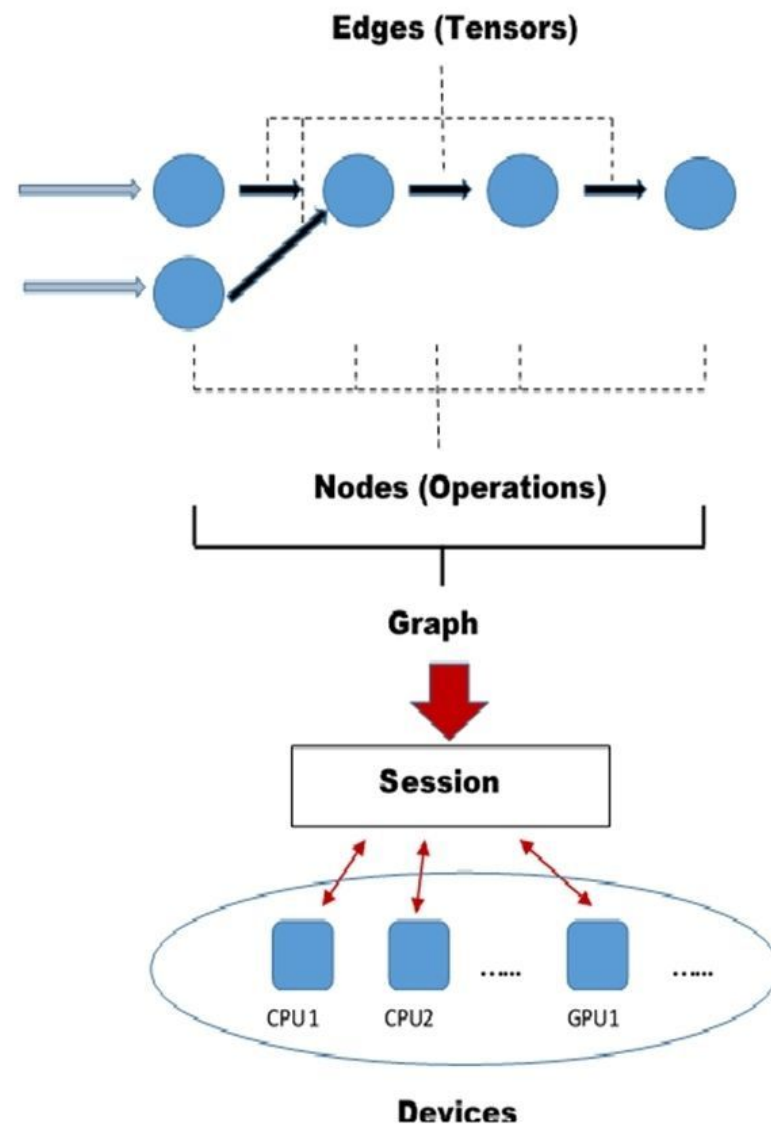 Edges (Tensors)
Nodes (Operations)
Graph
Session
...... ......
CPU1 CPU2 GPU1
Devices